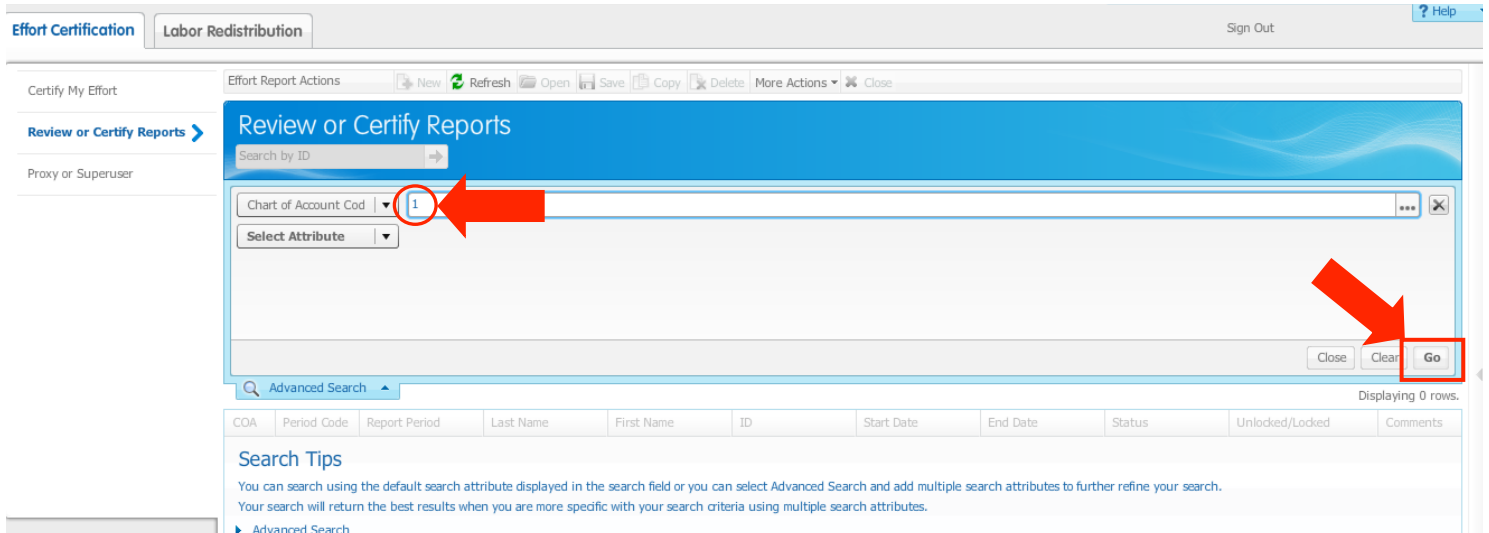 ? Help
Effort Certification Labor Redistribution Sign Out
Certify My Effort
Review or Certify Reports
Proxy or Superuser
Effort Report Actions New Refresh Open Save Copy Delete More Actions Close
Review or Certify Reports
Search by ID
Chart of Account Cod 1 ...
Select Attribute
Close Clear Go
Advanced Search
Displaying 0 rows.
COA Period Code Report Period Last Name First Name ID Start Date End Date Status Unlocked/Locked Comments
Search Tips
You can search using the default search attribute displayed in the search field or you can select Advanced Search and add multiple search attributes to further refine your search.
Your search will return the best results when you are more specific with your search criteria using multiple search attributes.
Advanced Search